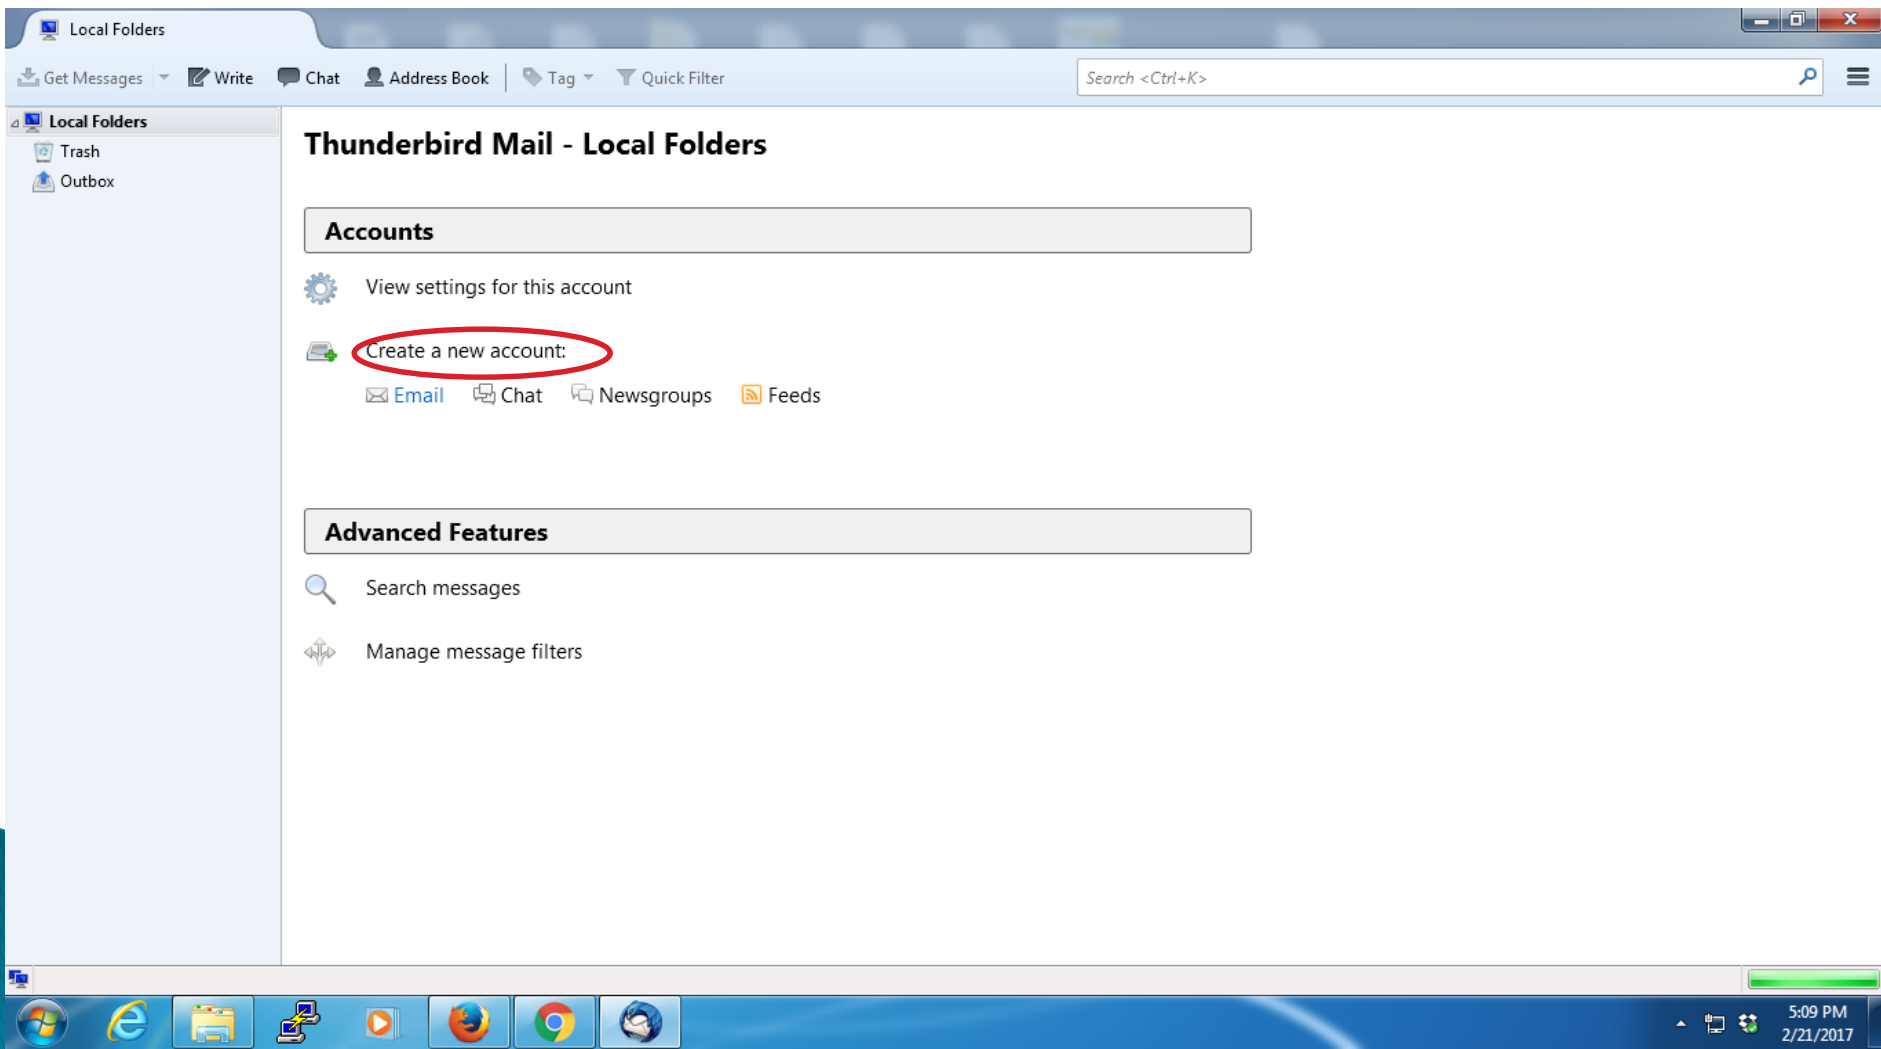 Local Folders
Get Messages Write Chat Address Book Tag Quick Filter Search <Ctrl+K>
Local Folders
Trash
Outbox
Thunderbird Mail - Local Folders
Accounts
View settings for this account
Create a new account:
Email Chat Newsgroups Feeds
Advanced Features
Search messages
Manage message filters
5:09 PM
2/21/2017